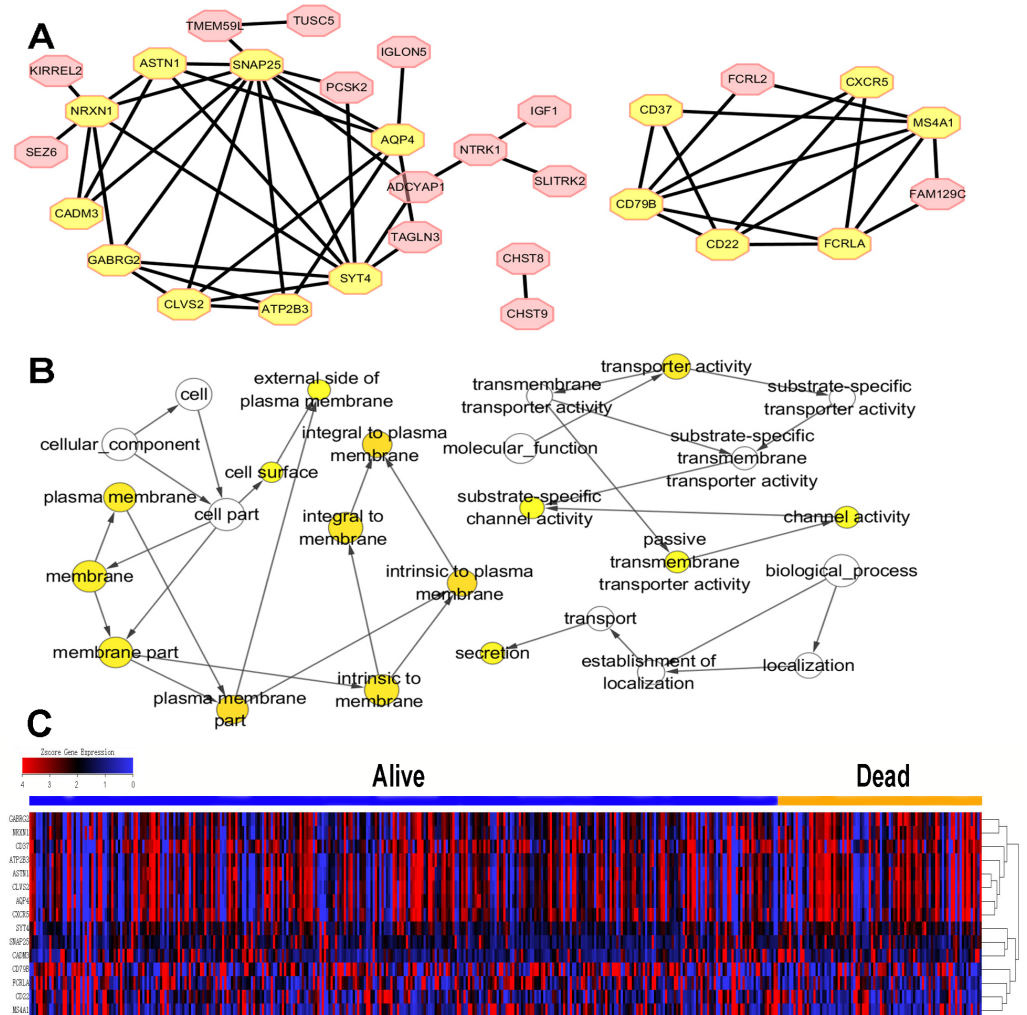 A
TMEM59L
TUSC5
KIRREL2
ASTN1
SNAP25
IGLON5
PCSK2
NRXN1
AQP4
IGF1
SEZ6
NTRK1
ADCYAP1
SLITRK2
CADM3
TAGLN3
GABRG2
SYT4
CHST8
CLVS2
ATP2B3
CHST9
FCRL2
CXCR5
CD37
MS4A1
FAM129C
CD79B
CD22
FCRLA
B
cell
external side of
plasma membrane
cellular_component
integral to plasma
membrane
cell surface
plasma membrane
cell part
integral to
membrane
membrane
intrinsic to plasma
membrane
membrane part
plasma membrane
part
intrinsic to
membrane
transporter activity
transmembrane
transporter activity
substrate-specific
transporter activity
molecular_function
substrate-specific
transmembrane
transporter activity
substrate-specific
channel activity
channel activity
passive
transmembrane
transporter activity
biological_process
transport
secretion
establishment of
localization
localization
C
Zscore Gene Expression
4 3 2 1 0
Alive
Dead
GABRG2
NRXN1
CD37
ATP2B3
ASTN1
CLVS2
AQP4
CXCR5
SYT4
SNAP25
CADM3
CD79B
FCRLA
CD22
MS4A1